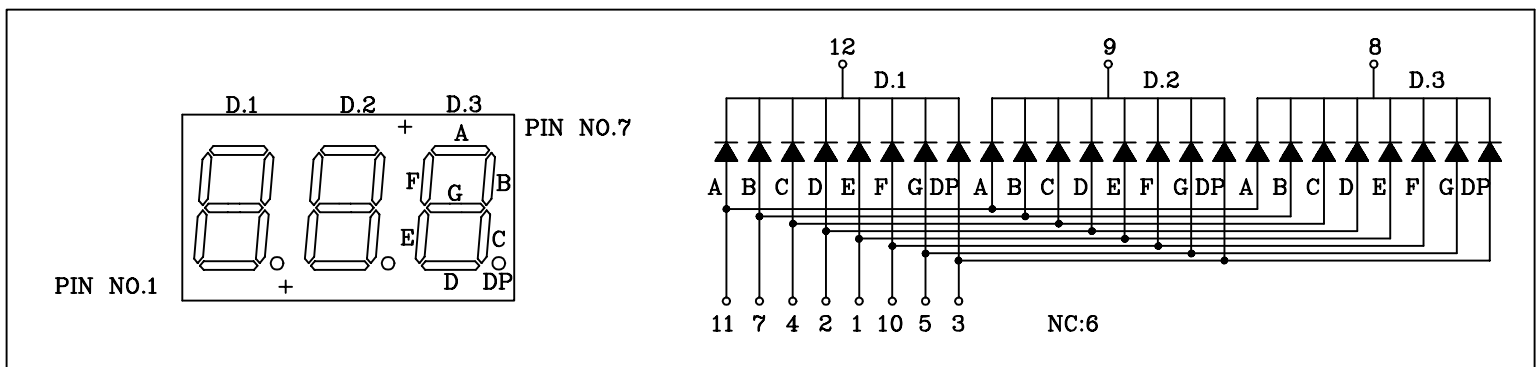 D.1 D.2 D.3
+ PIN NO.7
A
F B
G
E C
D DP
PIN NO.1 +
12 9 8
D.1 D.2 D.3
A B C D E F G DP A B C D E F G DP A B C D E F G DP
11 7 4 2 1 10 5 3 NC:6